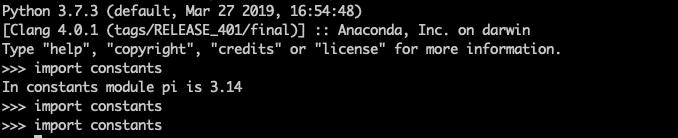 Python 3.7.3 (default, Mar 27 2019, 16:54:48)
[Clang 4.0.1 (tags/RELEASE_401/final)] :: Anaconda, Inc. on darwin
Type "help", "copyright", "credits" or "license" for more information.
>>> import constants
In constants module pi is 3.14
>>> import constants
>>> import constants